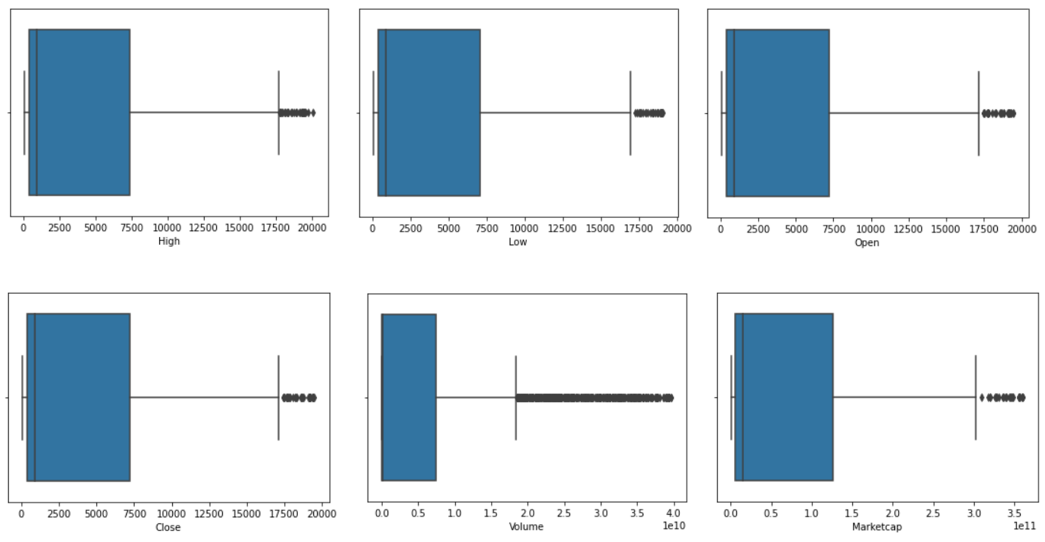 0 2500 5000 7500 10000 12500 15000 17500 20000
High
0 2500 5000 7500 10000 12500 15000 17500 20000
Low
0 2500 5000 7500 10000 12500 15000 17500 20000
Open
0 2500 5000 7500 10000 12500 15000 17500 20000
Close
0.0 0.5 1.0 1.5 2.0 2.5 3.0 3.5 4.0
Volume 1e10
0.0 0.5 1.0 1.5 2.0 2.5 3.0 3.5
Marketcap 1e11